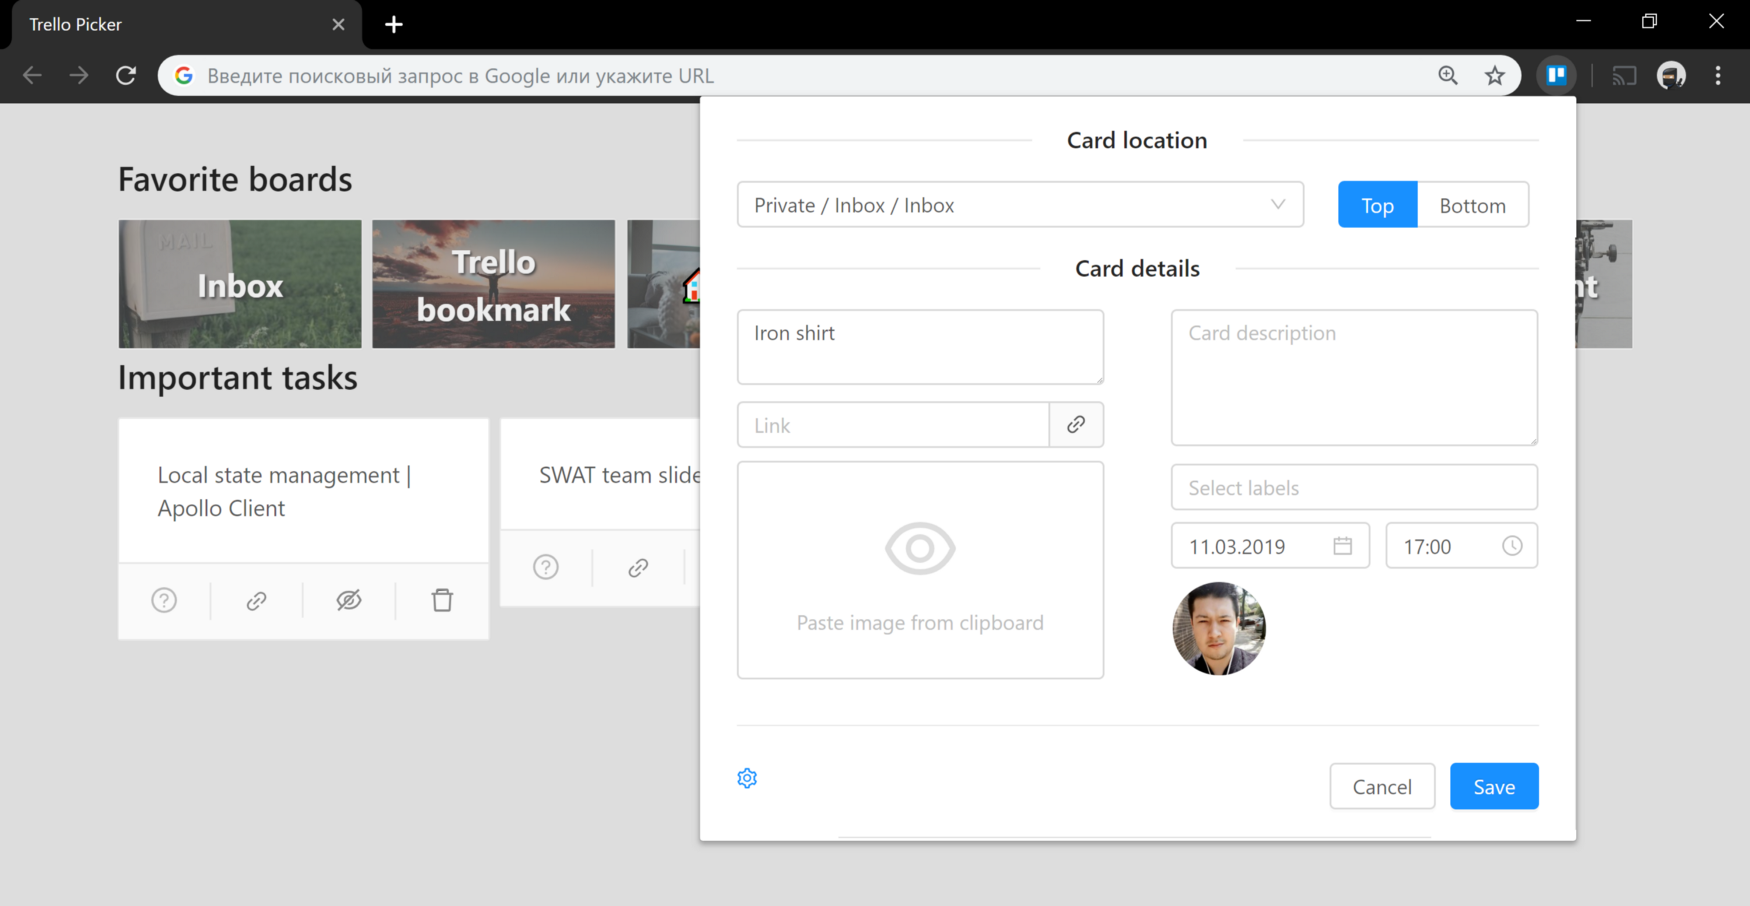 Trello Picker
Введите поисковый запрос в Google или укажите URL
Favorite boards
MAIL
Inbox
Trello
bookmark
Important tasks
Local state management |
Apollo Client
SWAT team slide
Card location
Private / Inbox / Inbox
Top
Bottom
Card details
Iron shirt
Card description
Link
Select labels
Paste image from clipboard
11.03.2019
17:00
Cancel
Save